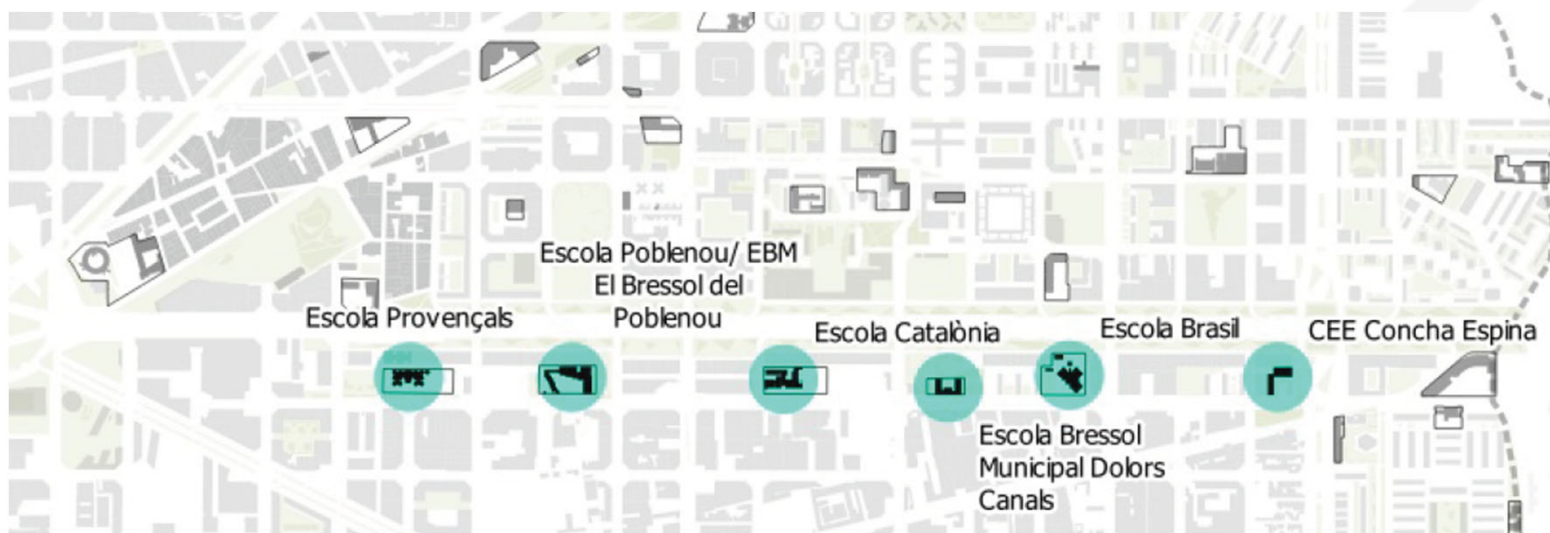 Escola Poblenou/ EBM
El Bressol del
Poblenou
Escola Provençals
Escola Catalònia
Escola Brasil
CEE Concha Espina
Escola Bressol
Municipal Dolors
Canals